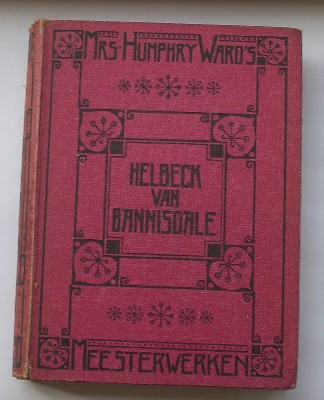 MRS. HUMPHRY WARD'S
HELBECK
VAN
BANNISDALE
MEESTERWERKEN